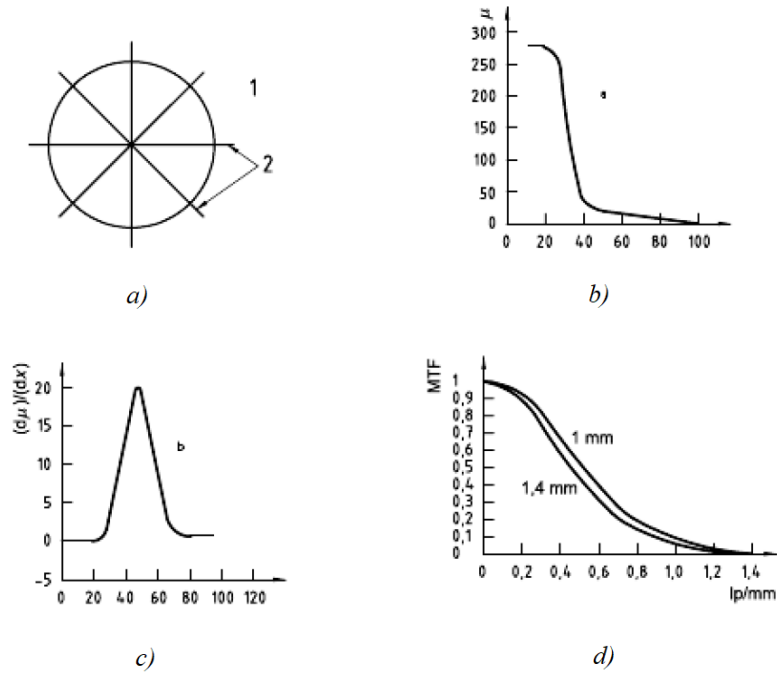 1
2
a)
μ
300
250
200
150
100
50
0
a
0 20 40 60 80 100
b)
(dμ)/(dx)
20
15
10
5
0
–5
b
0 20 40 60 80 100 120
c)
MTF
1
0,9
0,8
0,7
0,6
0,5
0,4
0,3
0,2
0,1
0
1 mm
1,4 mm
0 0,2 0,4 0,6 0,8 1,0 1,2 1,4
lp/mm
d)